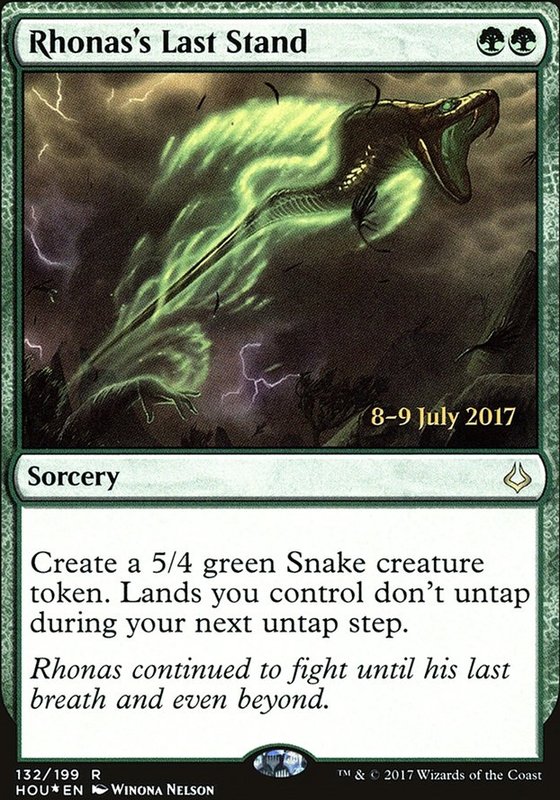 Rhonas's Last Stand
8–9 July 2017
Sorcery
Create a 5/4 green Snake creature
token. Lands you control don't untap
during your next untap step.
Rhonas continued to fight until his last
breath and even beyond.
132/199 R
HOU★EN Winona Nelson
™ & © 2017 Wizards of the Coast